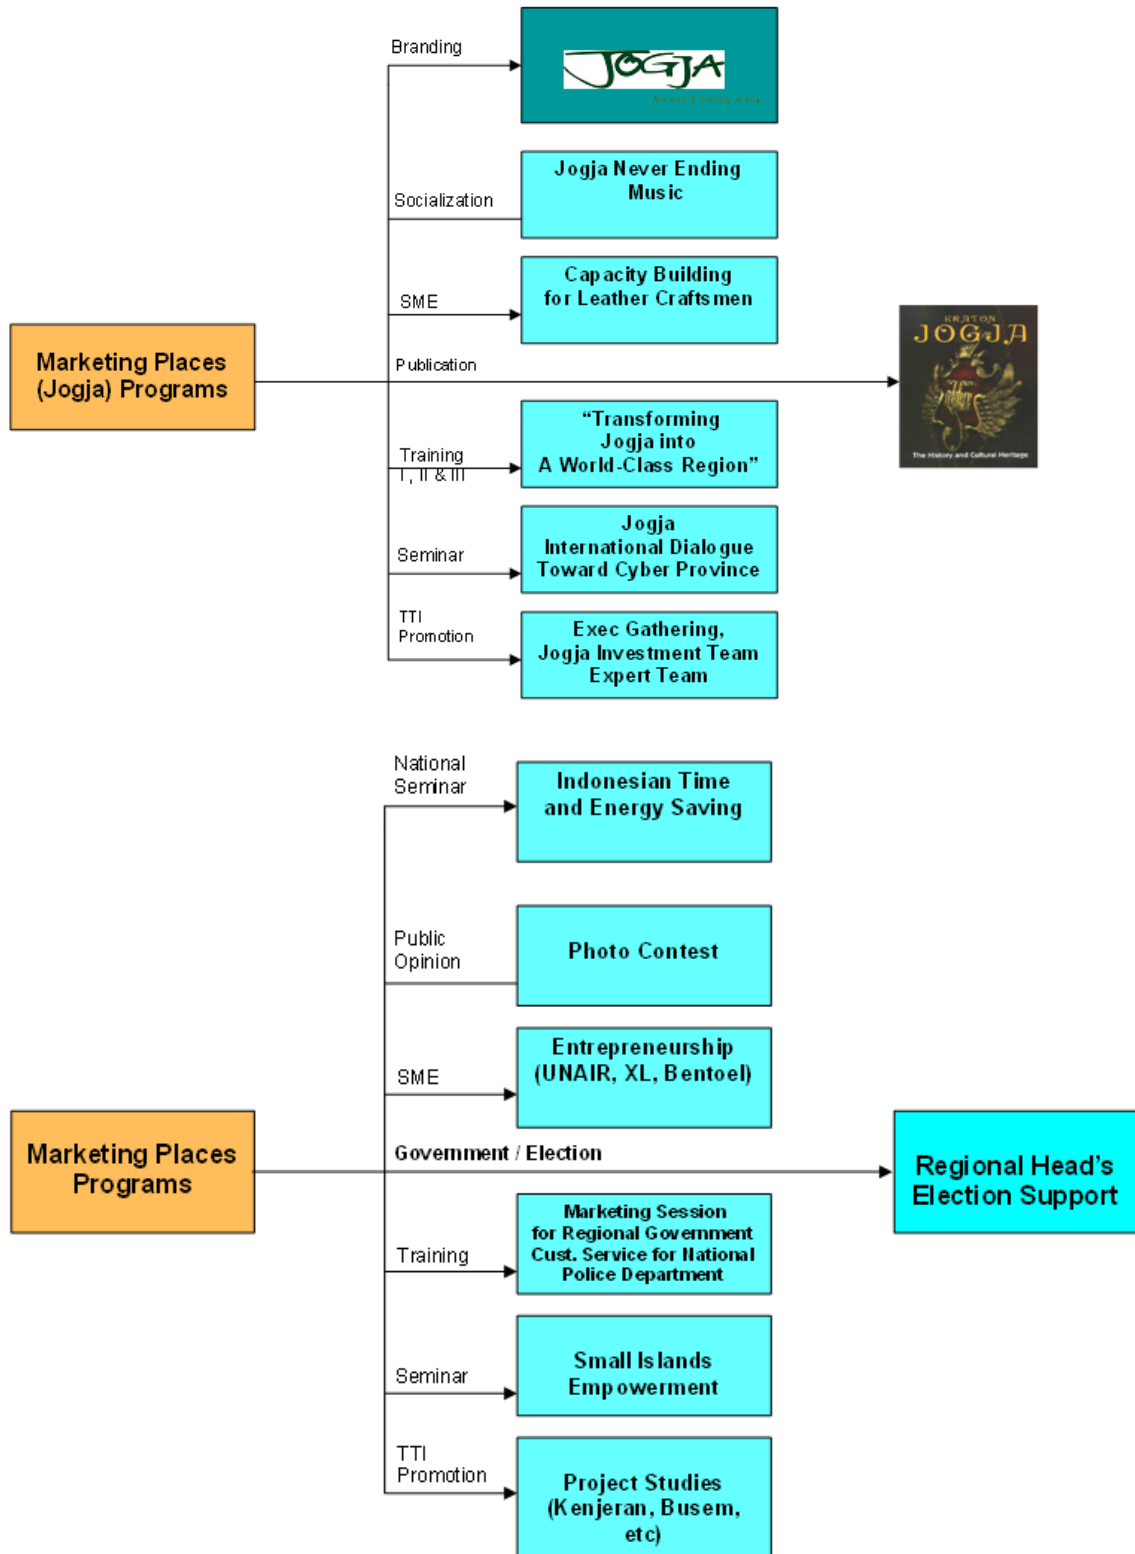 Branding
JOGJA
Never Ending Asia
Socialization
Jogja Never Ending
Music
SME
Capacity Building
for Leather Craftsmen
Marketing Places
(Jogja) Programs
Publication
KRATON
JOGJA
The History and Cultural Heritage
Training
I, II & III
“Transforming
Jogja into
A World-Class Region”
Seminar
Jogja
International Dialogue
Toward Cyber Province
TTI
Promotion
Exec Gathering,
Jogja Investment Team
Expert Team
National
Seminar
Indonesian Time
and Energy Saving
Public
Opinion
Photo Contest
SME
Entrepreneurship
(UNAIR, XL, Bentoel)
Marketing Places
Programs
Government / Election
Regional Head’s
Election Support
Training
Marketing Session
for Regional Government
Cust. Service for National
Police Department
Seminar
Small Islands
Empowerment
TTI
Promotion
Project Studies
(Kenjeran, Busem,
etc)